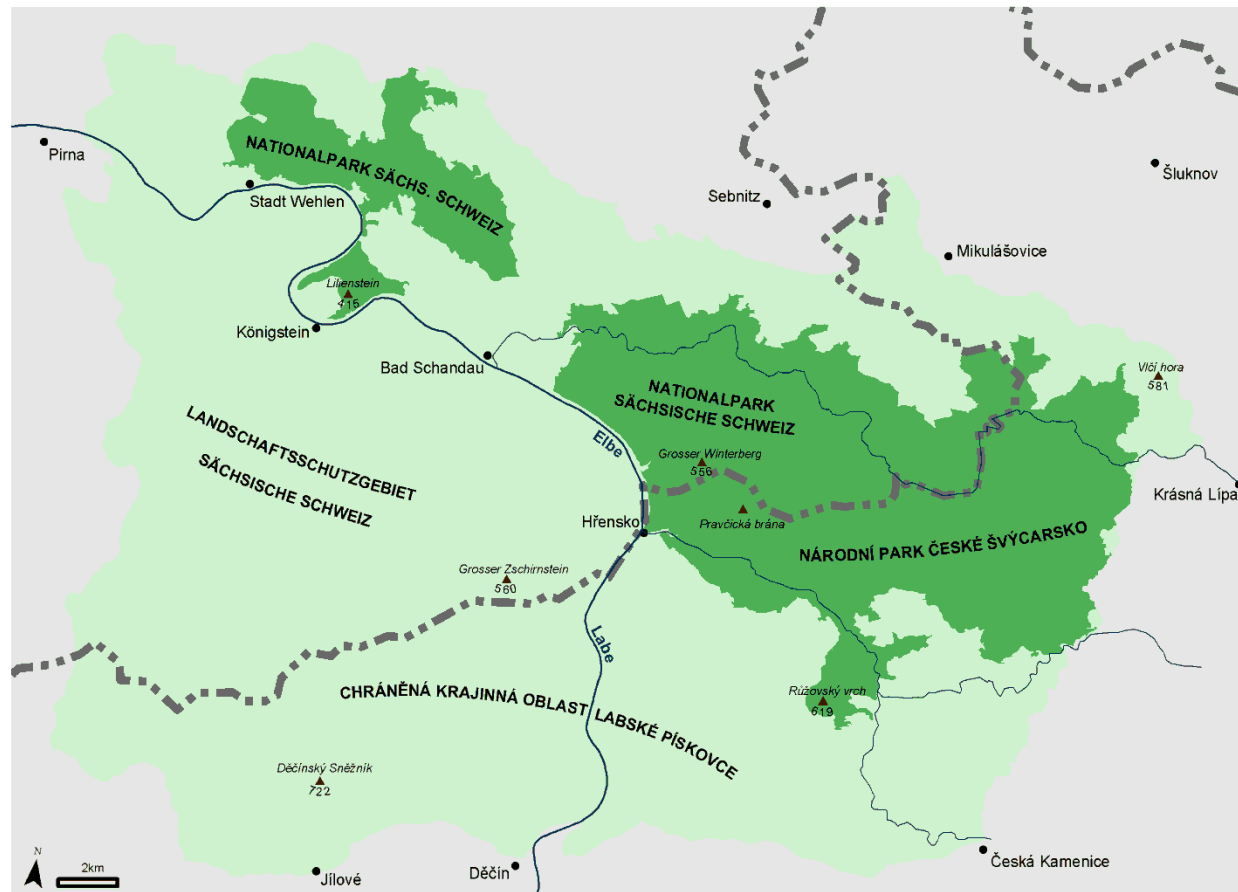 Pirna
NATIONALPARK SÄCHS. SCHWEIZ
Stadt Wehlen
Sebnitz
Šluknov
Mikulášovice
Lilienstein
415
Königstein
Bad Schandau
Vlčí hora
581
NATIONALPARK
SÄCHSISCHE SCHWEIZ
LANDSCHAFTSSCHUTZGEBIET
SÄCHSISCHE SCHWEIZ
Elbe
Grosser Winterberg
556
Krásná Lípa
Pravčická brána
Hřensko
NÁRODNÍ PARK ČESKÉ ŠVÝCARSKO
Grosser Zschirnstein
560
Labe
CHRÁNĚNÁ KRAJINNÁ OBLAST LABSKÉ PÍSKOVCE
Růžovský vrch
619
Děčínský Sněžník
722
N
2km
Jílové
Děčín
Česká Kamenice